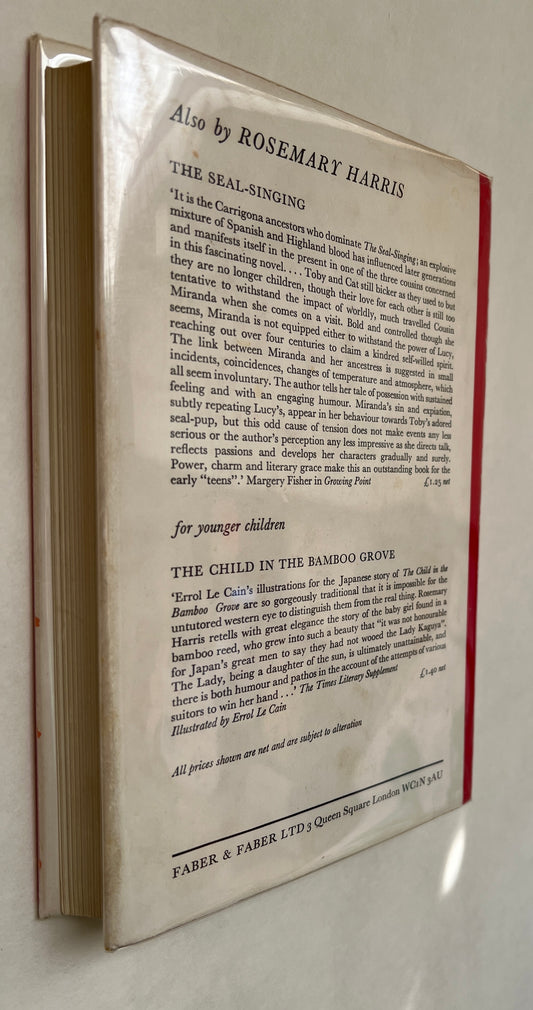 Also by ROSEMARY HARRIS
THE SEAL-SINGING
‘It is the Carrigona ancestors who dominate The Seal-Singing; an explosive
mixture of Spanish and Highland blood has influenced later generations
and manifests itself in the present in one of the three cousins concerned
in this fascinating novel. . . . Toby and Cat still bicker as they used to but
they are no longer children, though their love for each other is still too
tentative to withstand the impact of worldly, much travelled Cousin
Miranda when she comes on a visit. Bold and controlled though she
seems, Miranda is not equipped either to withstand the power of Lucy,
reaching out over four centuries to claim a kindred self-willed spirit.
The link between Miranda and her ancestress is suggested in small
incidents, coincidences, changes of temperature and atmosphere, which
all seem involuntary. The author tells her tale of possession with sustained
feeling and with an engaging humour. Miranda’s sin and expiation,
subtly repeating Lucy’s, appear in her behaviour towards Toby’s adored
seal-pup, but this odd cause of tension does not make events any less
serious or the author’s perception any less impressive as she directs talk,
reflects passions and develops her characters gradually and surely.
Power, charm and literary grace make this an outstanding book for the
early “teens”.’ Margery Fisher in Growing Point £1.25 net
for younger children
THE CHILD IN THE BAMBOO GROVE
‘Errol Le Cain’s illustrations for the Japanese story of The Child in the
Bamboo Grove are so gorgeously traditional that it is impossible for the
untutored western eye to distinguish them from the real thing. Rosemary
Harris retells with great elegance the story of the baby girl found in a
bamboo reed, who grew into such a beauty that “it was not honourable
for Japan’s great men to say they had not wooed the Lady Kaguya”.
The Lady, being a daughter of the sun, is ultimately unattainable, and
there is both humour and pathos in the account of the attempts of various
suitors to win her hand . . .’ The Times Literary Supplement £1.40 net
Illustrated by Errol Le Cain
All prices shown are net and are subject to alteration
FABER & FABER LTD 3 Queen Square London WC1N 3AU